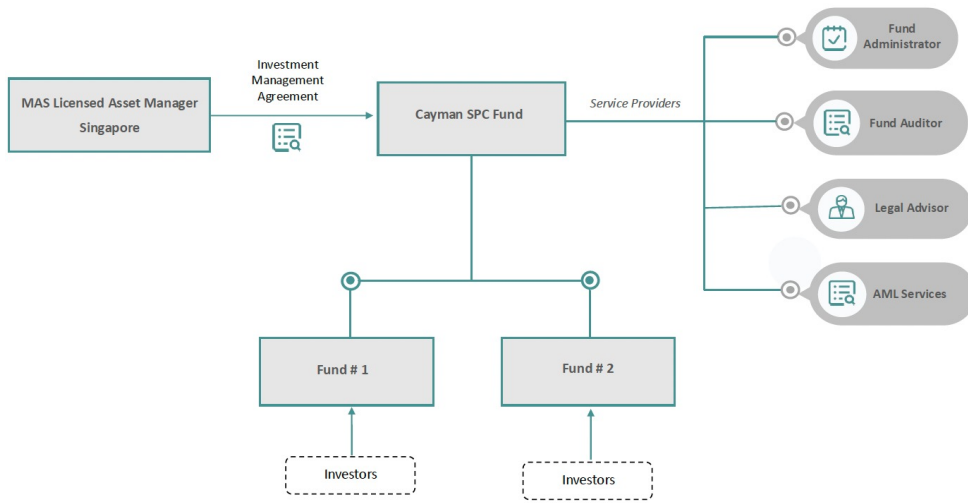 Investment
Management
Agreement
MAS Licensed Asset Manager
Singapore
Cayman SPC Fund
Service Providers
Fund
Administrator
Fund Auditor
Legal Advisor
AML Services
Fund # 1
Fund # 2
Investors
Investors